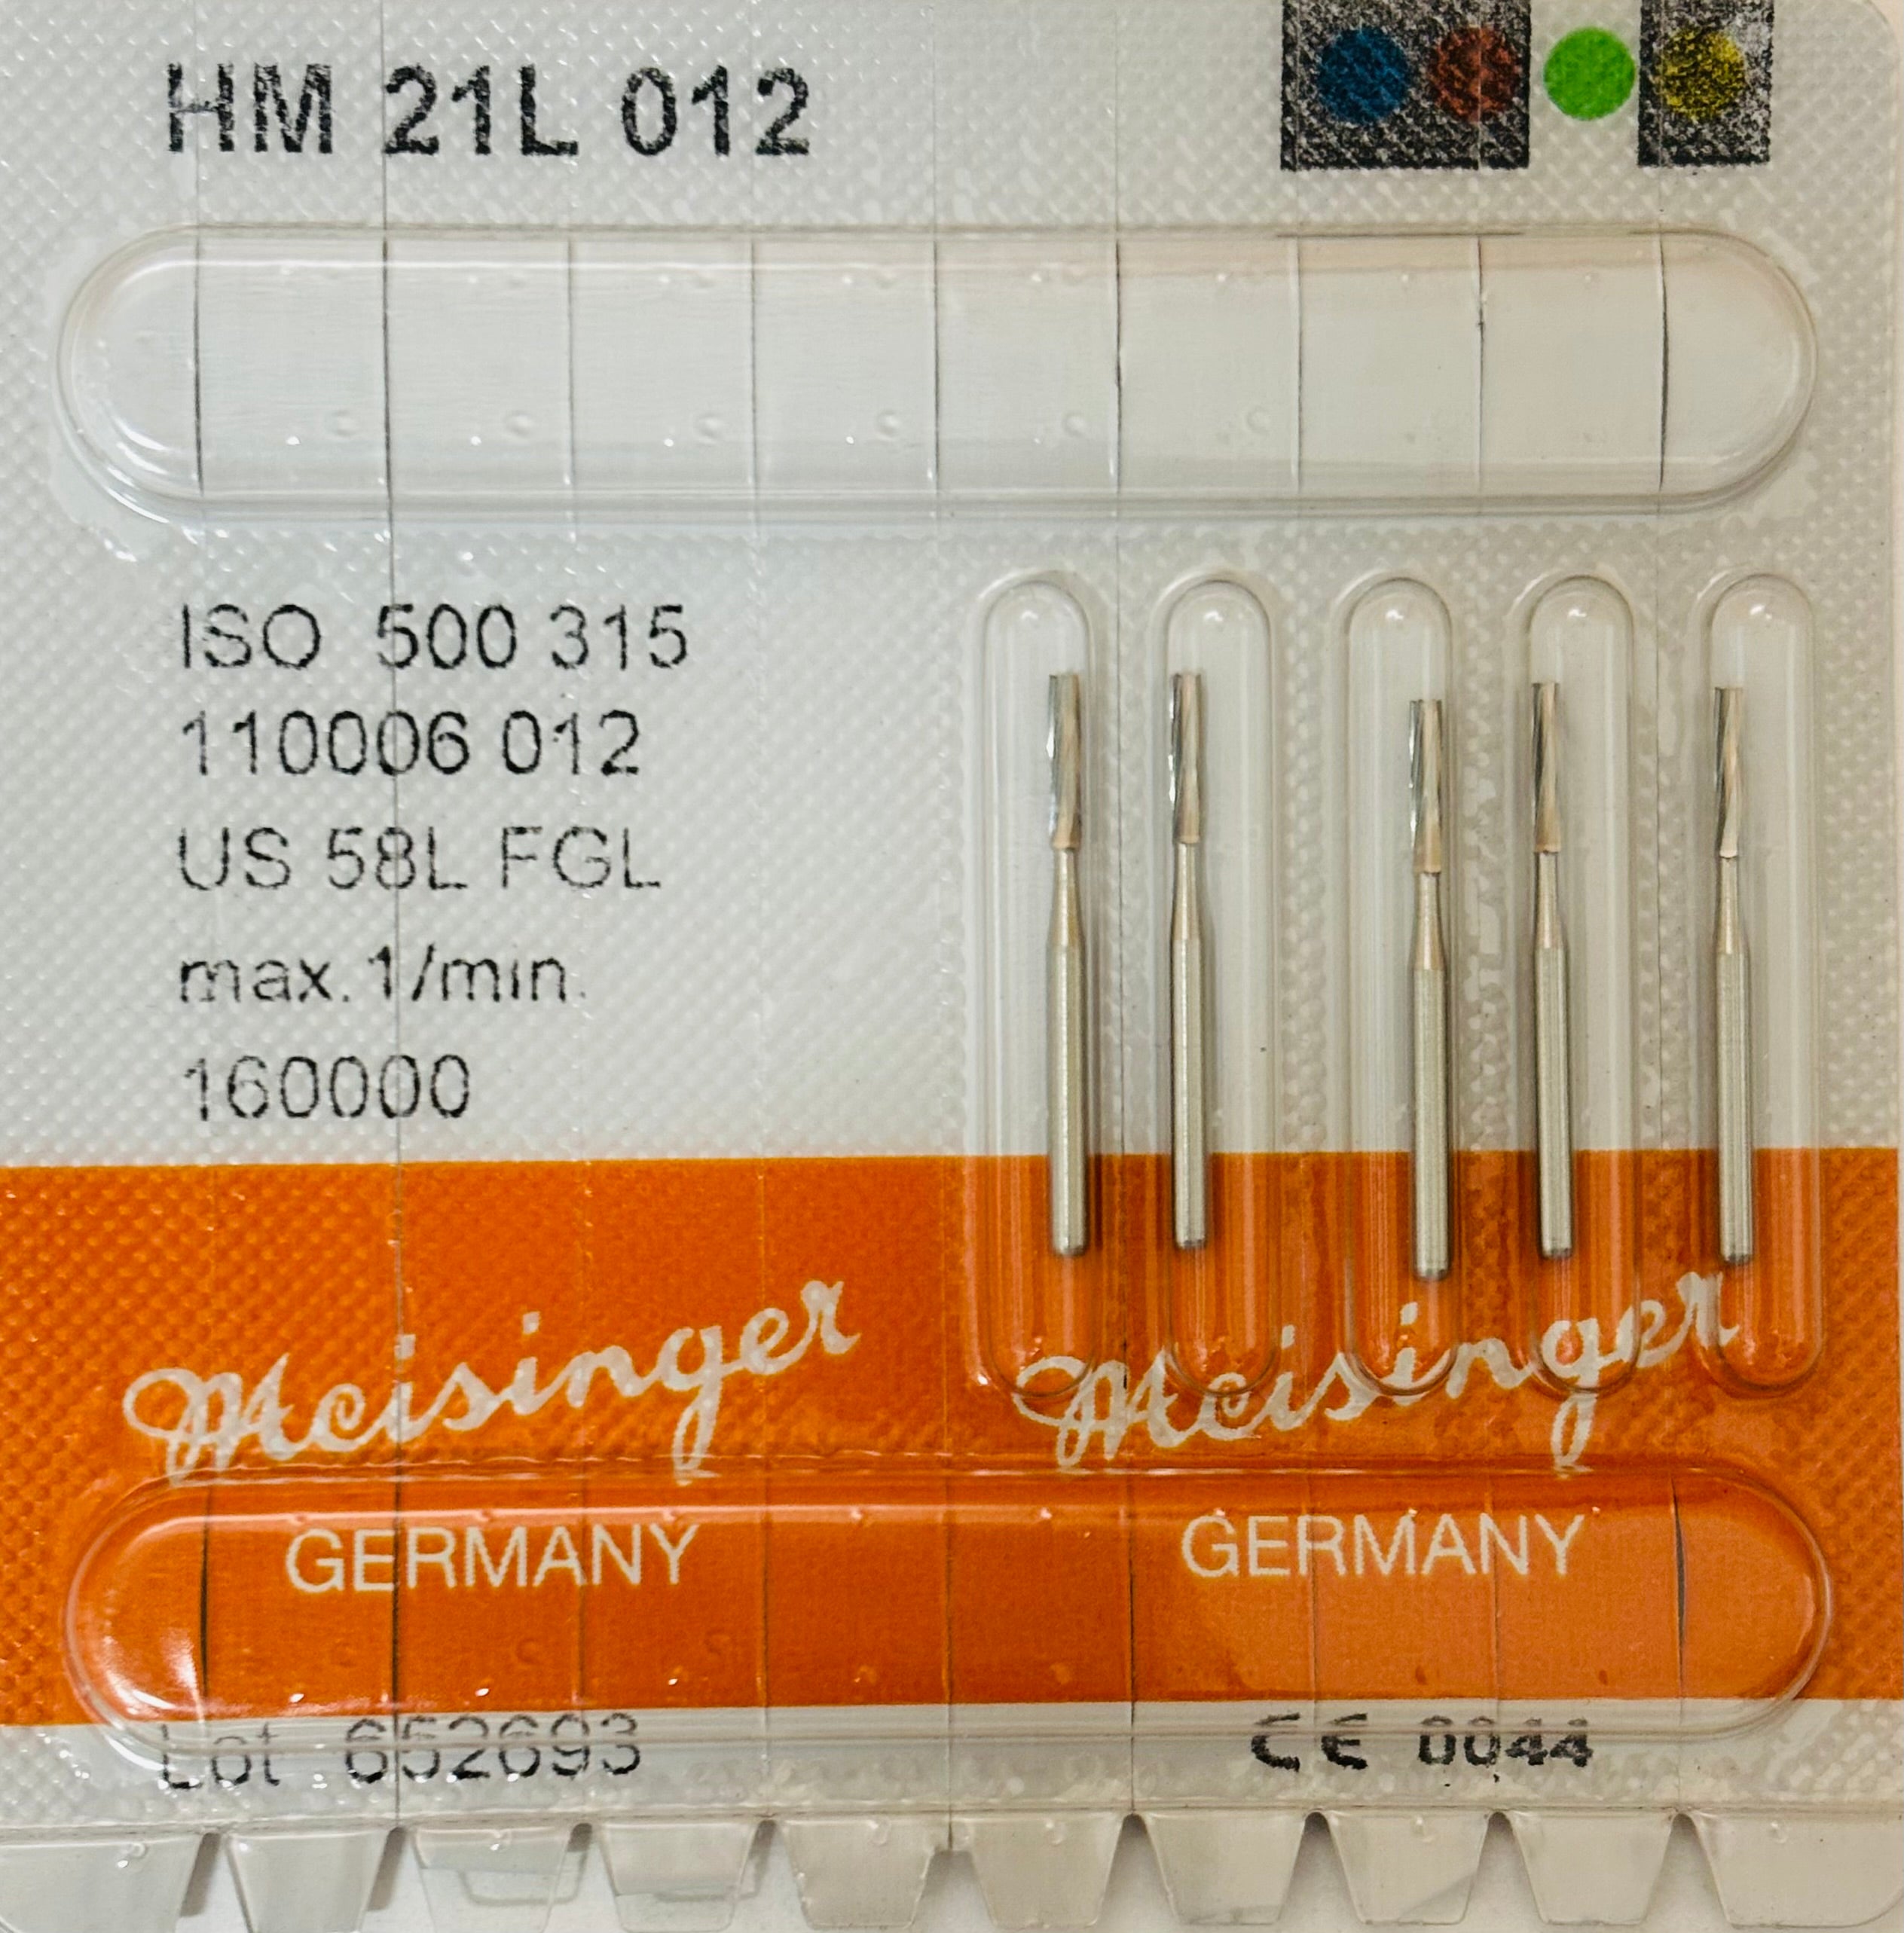 HM 21L 012
ISO 500 315
110006 012
US 58L FGL
max. 1/min.
160000
Meisinger Meisinger
GERMANY GERMANY
Lot : 652693 CE 0044